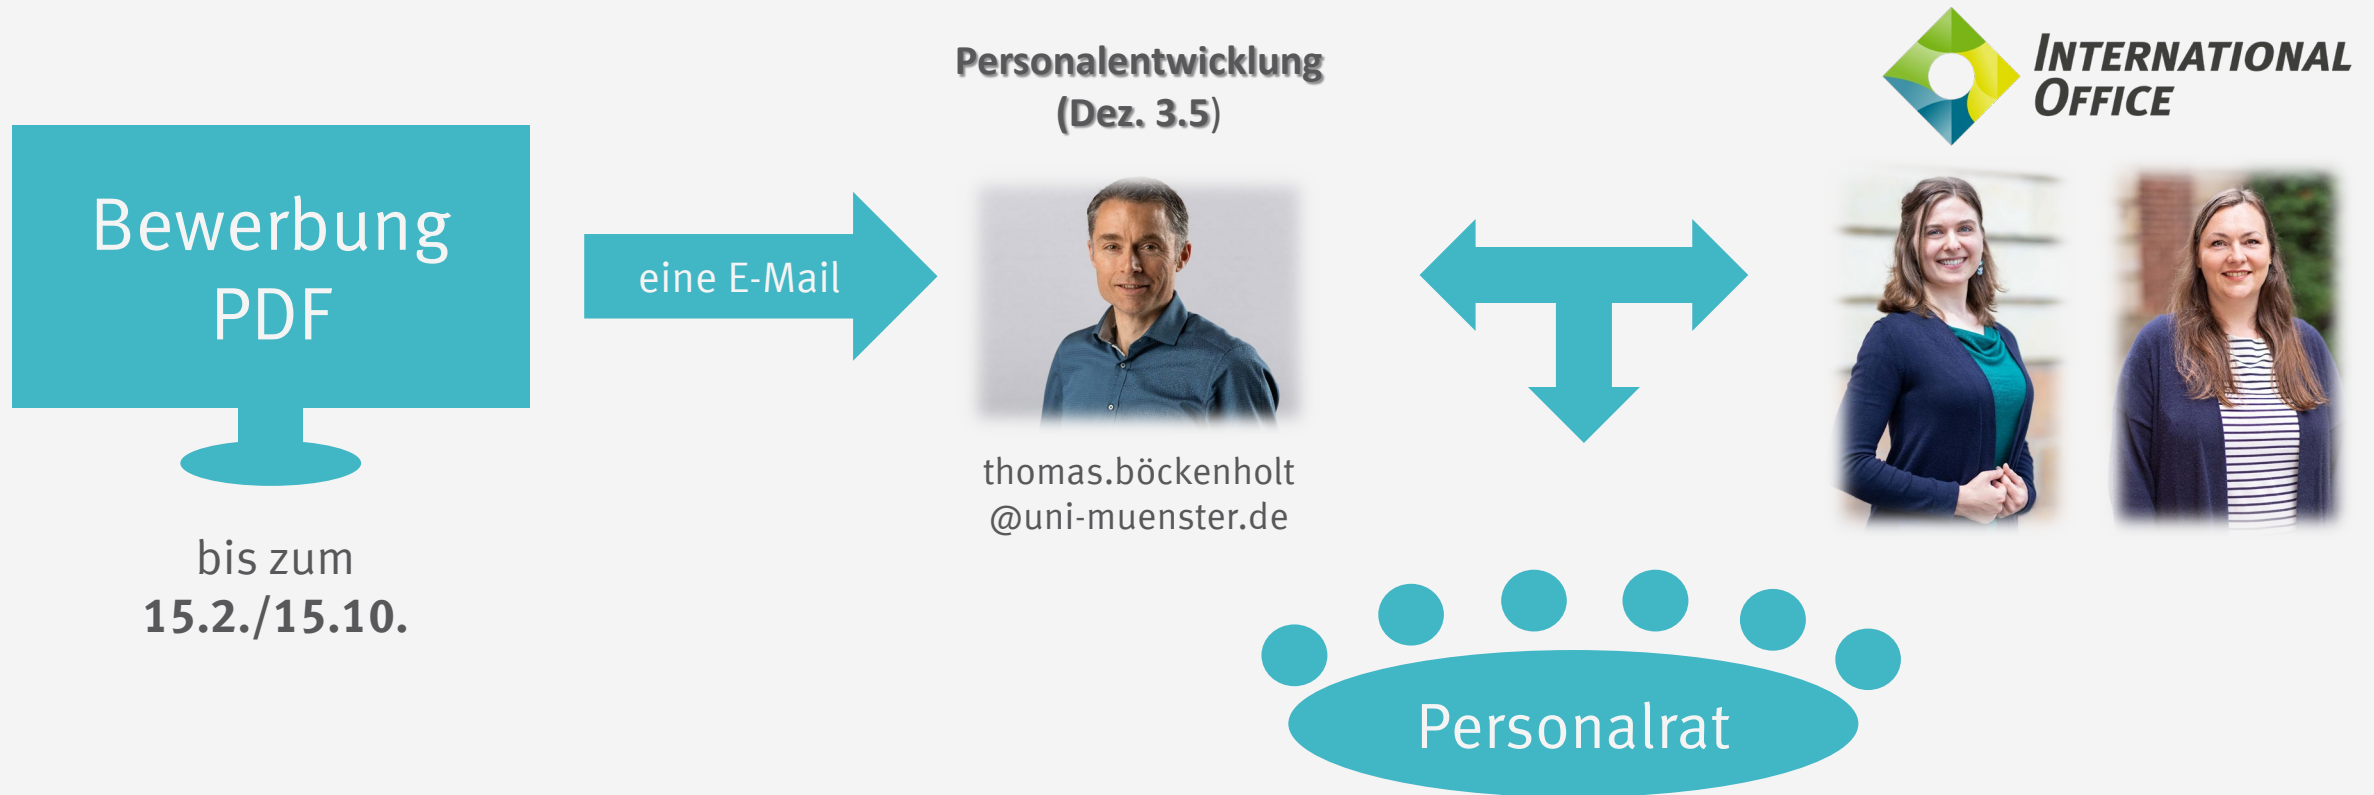 Bewerbung
PDF
bis zum
15.2./15.10.
eine E-Mail
Personalentwicklung
(Dez. 3.5)
thomas.böckenholt
@uni-muenster.de
INTERNATIONAL
OFFICE
Personalrat